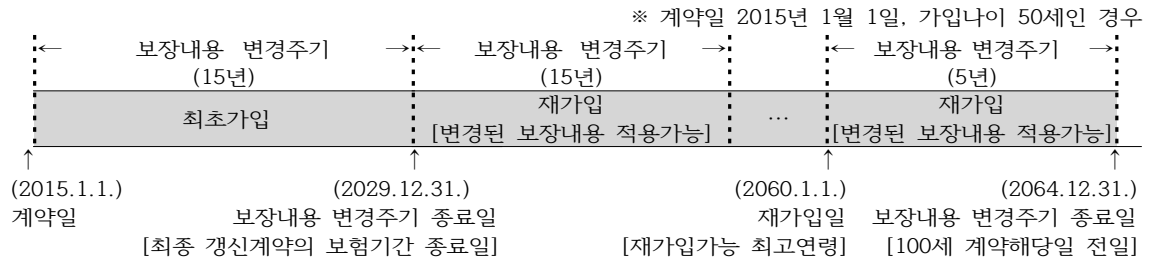 ※ 계약일 2015년 1월 1일, 가입나이 50세인 경우
← 보장내용 변경주기 → ← 보장내용 변경주기 → ← 보장내용 변경주기 →
(15년) (15년) (5년)
최초가입 재가입 … 재가입
[변경된 보장내용 적용가능] [변경된 보장내용 적용가능]
↑ ↑ ↑ ↑
(2015.1.1.) (2029.12.31.) (2060.1.1.) (2064.12.31.)
계약일 보장내용 변경주기 종료일 재가입일 보장내용 변경주기 종료일
[최종 갱신계약의 보험기간 종료일] [재가입가능 최고연령] [100세 계약해당일 전일]